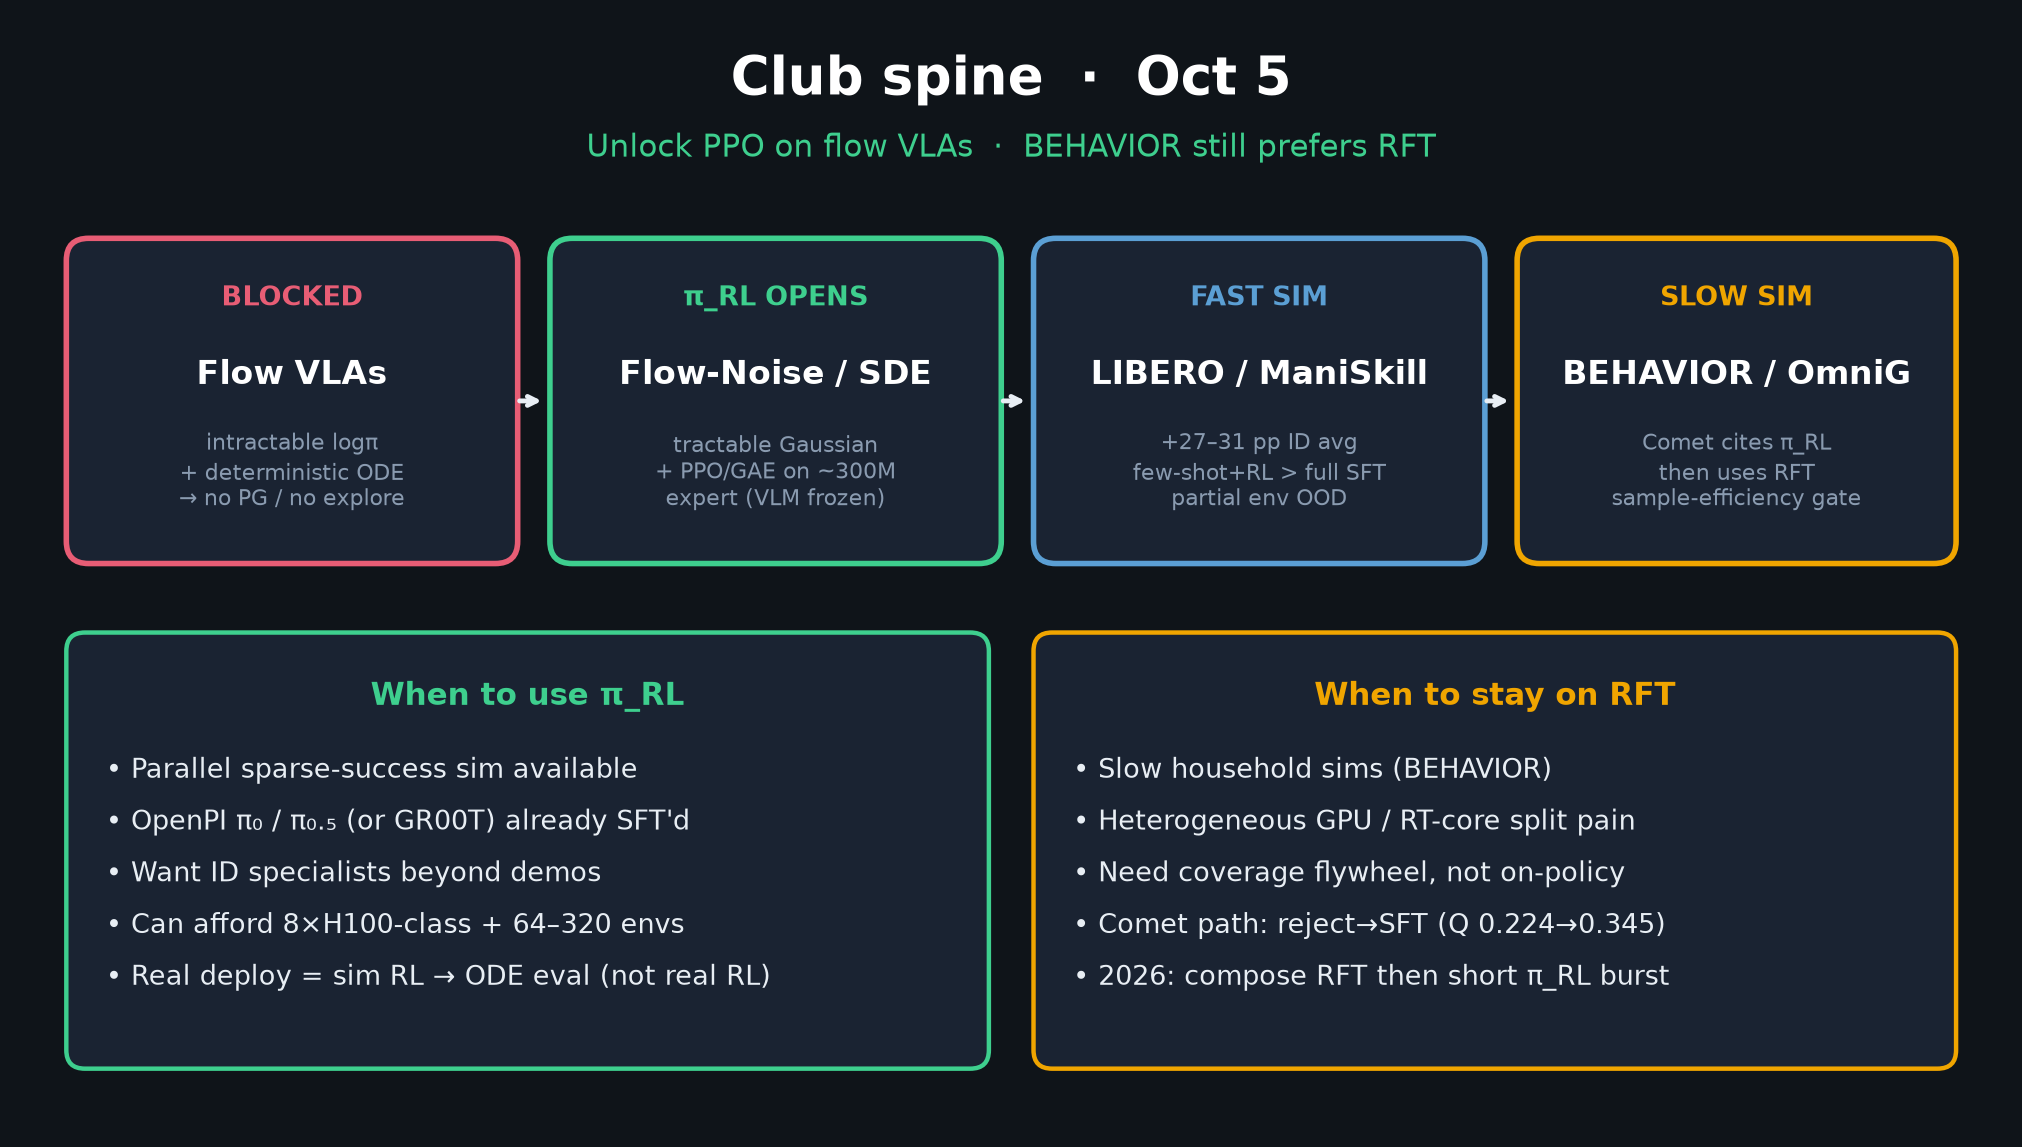 Club spine · Oct 5
Unlock PPO on flow VLAs · BEHAVIOR still prefers RFT
BLOCKED
Flow VLAs
intractable logπ
+ deterministic ODE
→ no PG / no explore
π_RL OPENS
Flow-Noise / SDE
tractable Gaussian
+ PPO/GAE on ~300M
expert (VLM frozen)
FAST SIM
LIBERO / ManiSkill
+27–31 pp ID avg
few-shot+RL > full SFT
partial env OOD
SLOW SIM
BEHAVIOR / OmniG
Comet cites π_RL
then uses RFT
sample-efficiency gate
When to use π_RL
• Parallel sparse-success sim available
• OpenPI π₀ / π₀.₅ (or GR00T) already SFT'd
• Want ID specialists beyond demos
• Can afford 8×H100-class + 64–320 envs
• Real deploy = sim RL → ODE eval (not real RL)
When to stay on RFT
• Slow household sims (BEHAVIOR)
• Heterogeneous GPU / RT-core split pain
• Need coverage flywheel, not on-policy
• Comet path: reject→SFT (Q 0.224→0.345)
• 2026: compose RFT then short π_RL burst